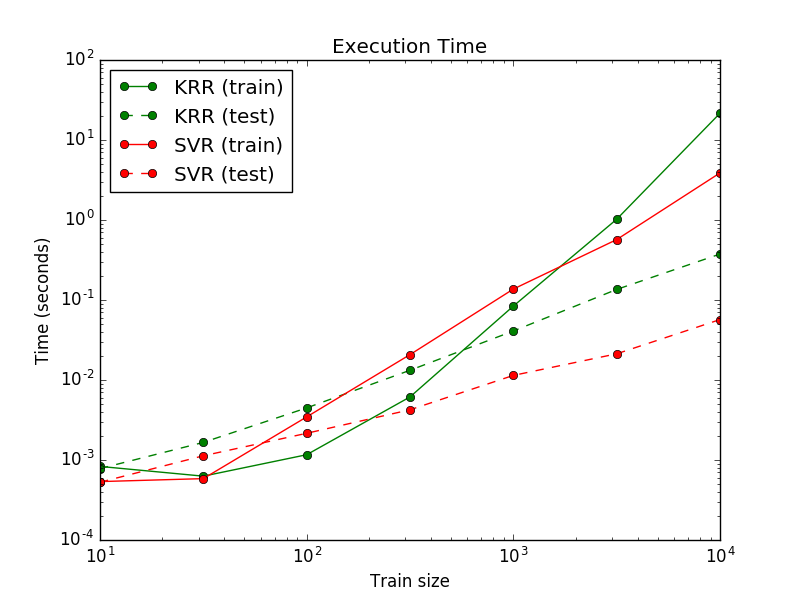 Execution Time
10^2
10^1
10^0
10^-1
10^-2
10^-3
10^-4
Time (seconds)
KRR (train)
KRR (test)
SVR (train)
SVR (test)
10^1 10^2 10^3 10^4
Train size